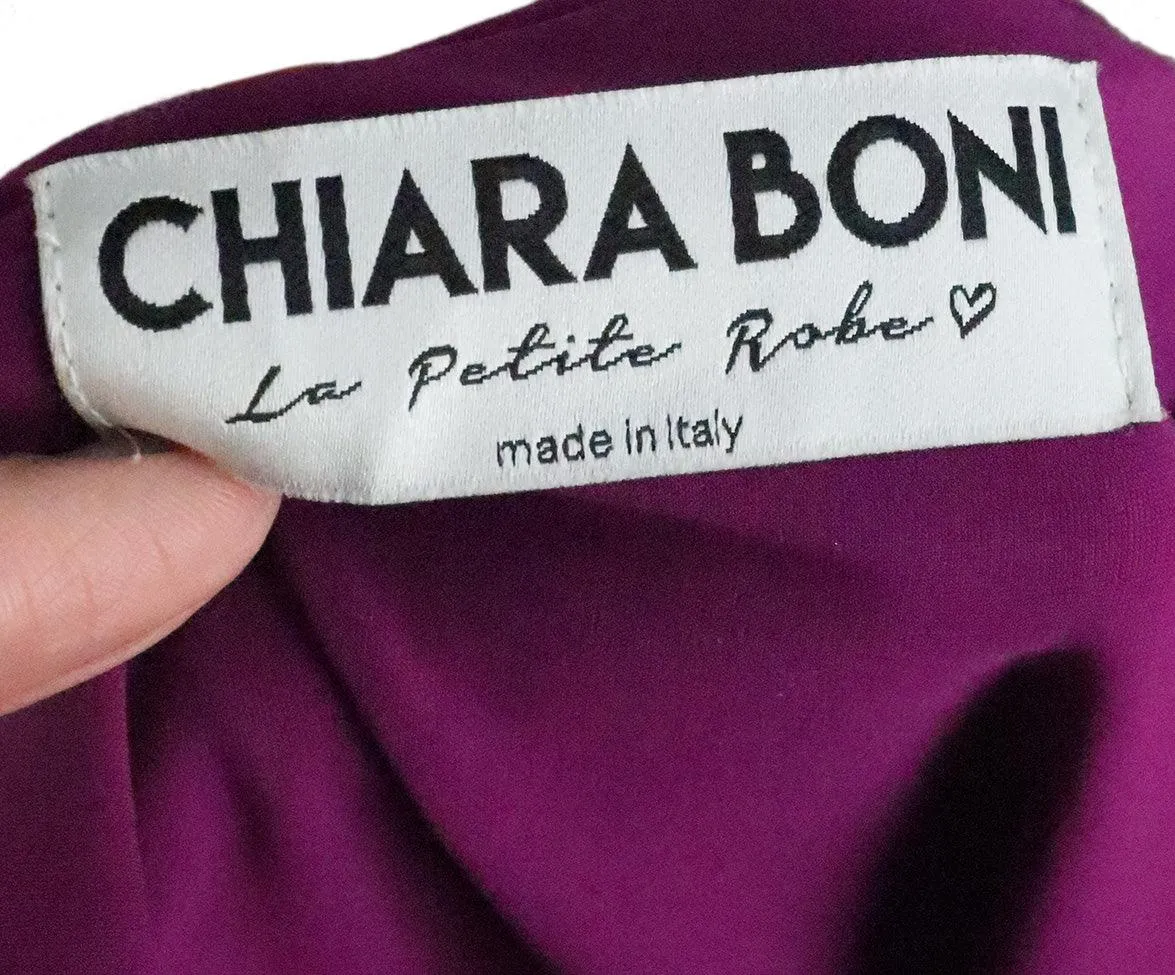 CHIARA BONI
La Petite Robe ♡
made in Italy